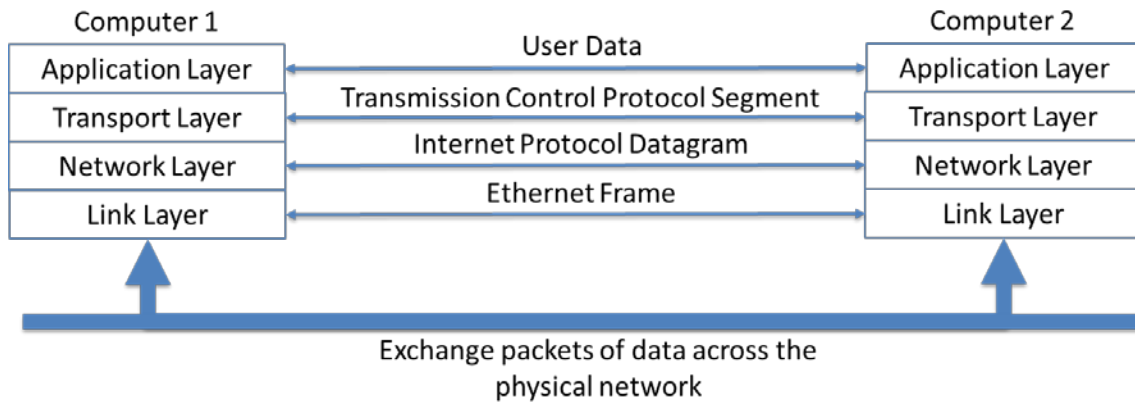 Computer 1
Computer 2
Application Layer
User Data
Application Layer
Transport Layer
Transmission Control Protocol Segment
Transport Layer
Network Layer
Internet Protocol Datagram
Network Layer
Link Layer
Ethernet Frame
Link Layer
Exchange packets of data across the
physical network